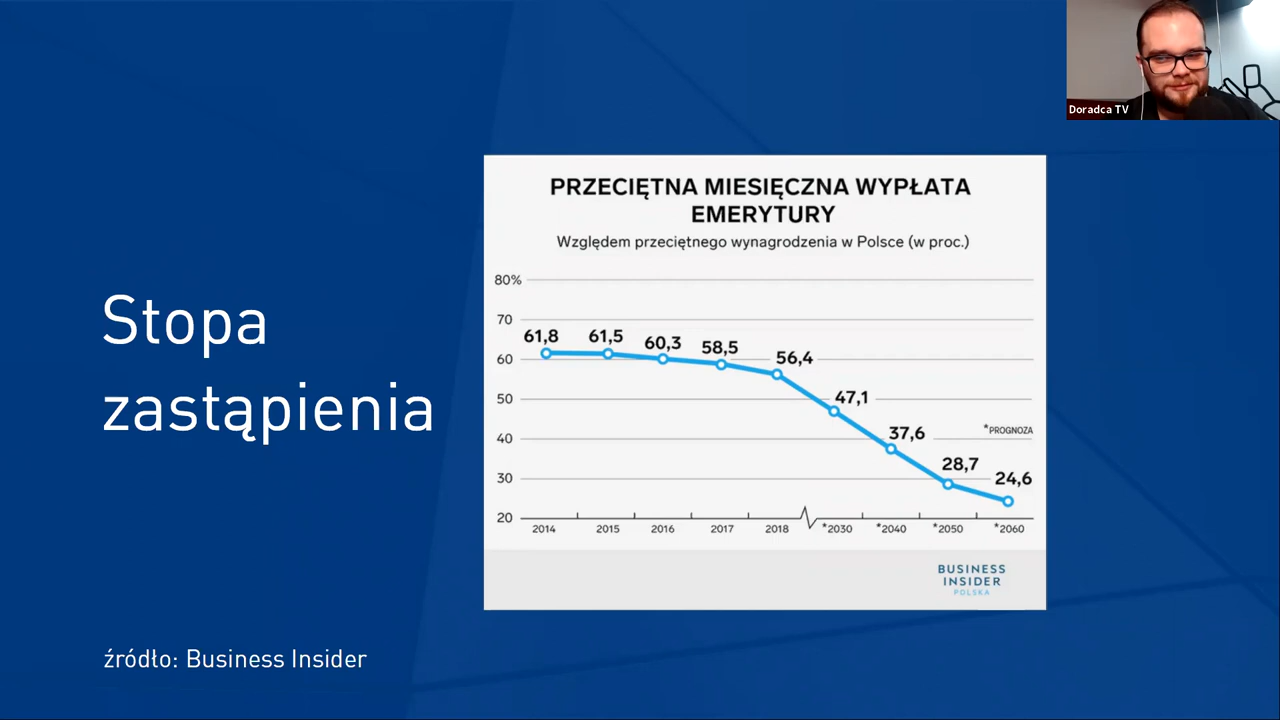 Doradca TV
PRZECIĘTNA MIESIĘCZNA WYPŁATA
EMERYTURY
Względem przeciętnego wynagrodzenia w Polsce (w proc.)
Stopa
zastąpienia
80%
70
60
50
40
30
20
61,8
61,5
60,3
58,5
56,4
47,1
37,6
28,7
24,6
*PROGNOZA
2014
2015
2016
2017
2018
*2030
*2040
*2050
*2060
BUSINESS
INSIDER
POLSKA
źródło: Business Insider